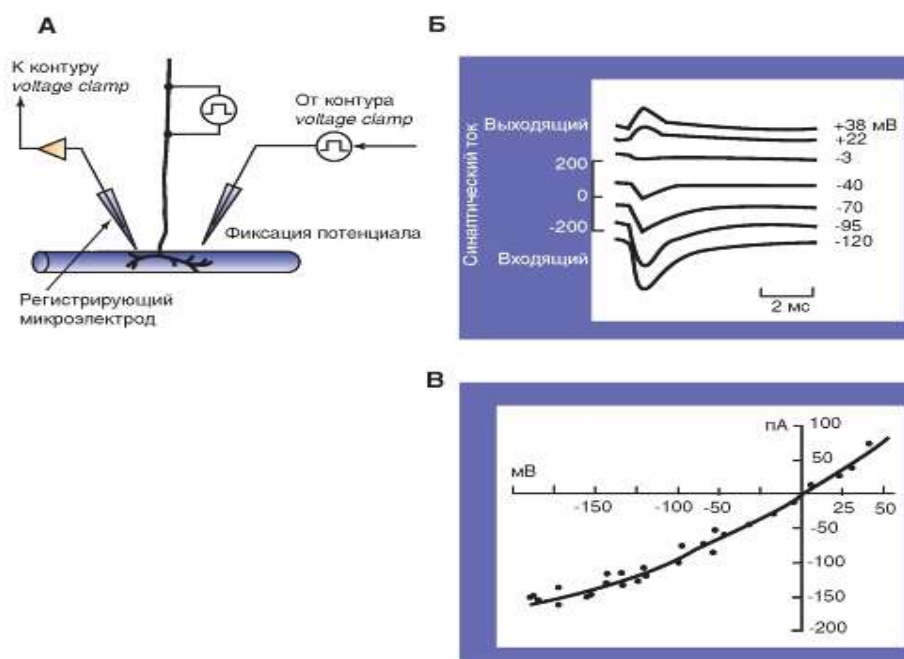 А
К контуру
voltage clamp
От контура
voltage clamp
Фиксация потенциала
Регистрирующий
микроэлектрод
Б
Синаптический ток
Выходящий
200
0
-200
Входящий
+38 мВ
+22
-3
-40
-70
-95
-120
2 мс
В
пА
мВ
100
50
-50
-100
-150
-200
-150
-100
-50
25
50